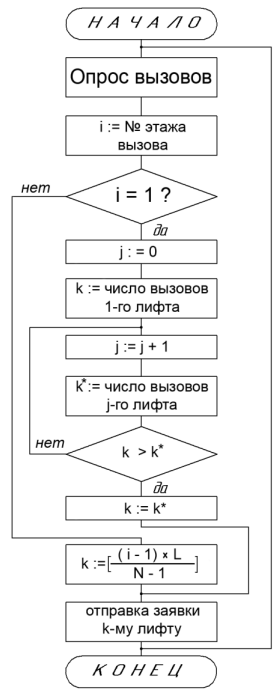 НАЧАЛО
Опрос вызовов
i := № этажа
вызова
нет
i = 1 ?
да
j : = 0
k := число вызовов
1-го лифта
j := j + 1
k* := число вызовов
j-го лифта
нет
k > k*
да
k := k*
k := [ (i - 1) × L / N - 1 ]
отправка заявки
k-му лифту
КОНЕЦ